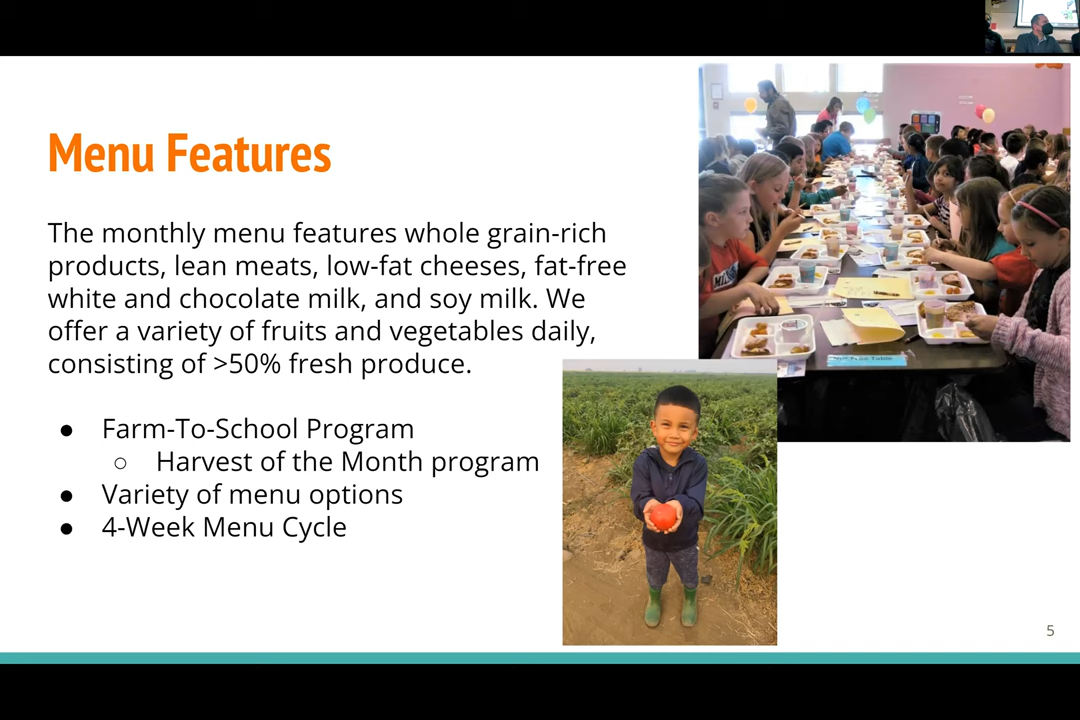 Menu Features
The monthly menu features whole grain-rich
products, lean meats, low-fat cheeses, fat-free
white and chocolate milk, and soy milk. We
offer a variety of fruits and vegetables daily,
consisting of >50% fresh produce.
● Farm-To-School Program
○ Harvest of the Month program
● Variety of menu options
● 4-Week Menu Cycle
5